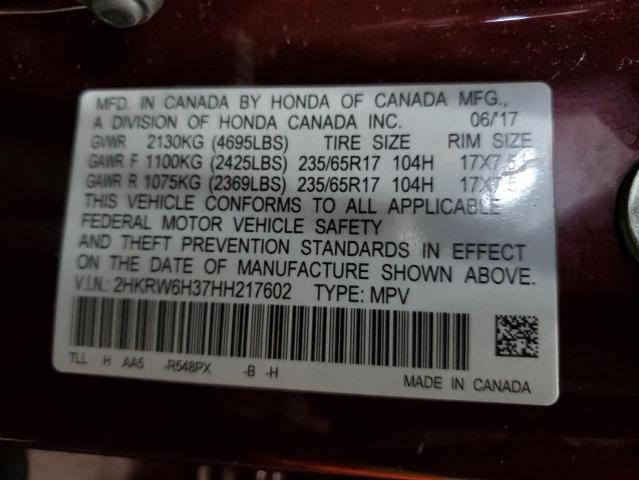 MFD. IN CANADA BY HONDA OF CANADA MFG.,
A DIVISION OF HONDA CANADA INC. 06/'17
GVWR 2130KG (4695LBS) TIRE SIZE RIM SIZE
GAWR F 1100KG (2425LBS) 235/65R17 104H 17X7.5
GAWR R 1075KG (2369LBS) 235/65R17 104H 17X7.5
THIS VEHICLE CONFORMS TO ALL APPLICABLE
FEDERAL MOTOR VEHICLE SAFETY
AND THEFT PREVENTION STANDARDS IN EFFECT
ON THE DATE OF MANUFACTURE SHOWN ABOVE.
V.I.N.: 2HKRW6H37HH217602 TYPE: MPV
TLL H AA5 -R548PX -B -H
MADE IN CANADA